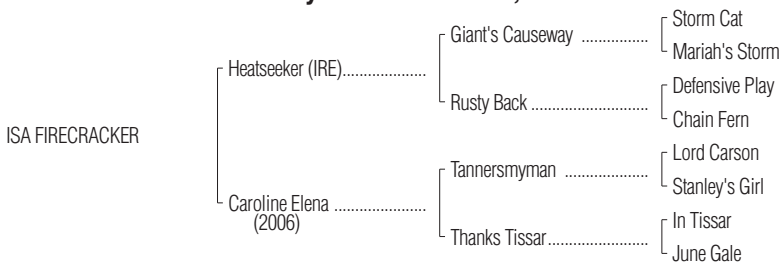 Storm Cat
Giant's Causeway ................
Mariah's Storm
Heatseeker (IRE)....................
Defensive Play
Rusty Back ........................
Chain Fern
ISA FIRECRACKER
Lord Carson
Tannersmyman ....................
Stanley's Girl
Caroline Elena ......................
(2006)
In Tissar
Thanks Tissar........................
June Gale